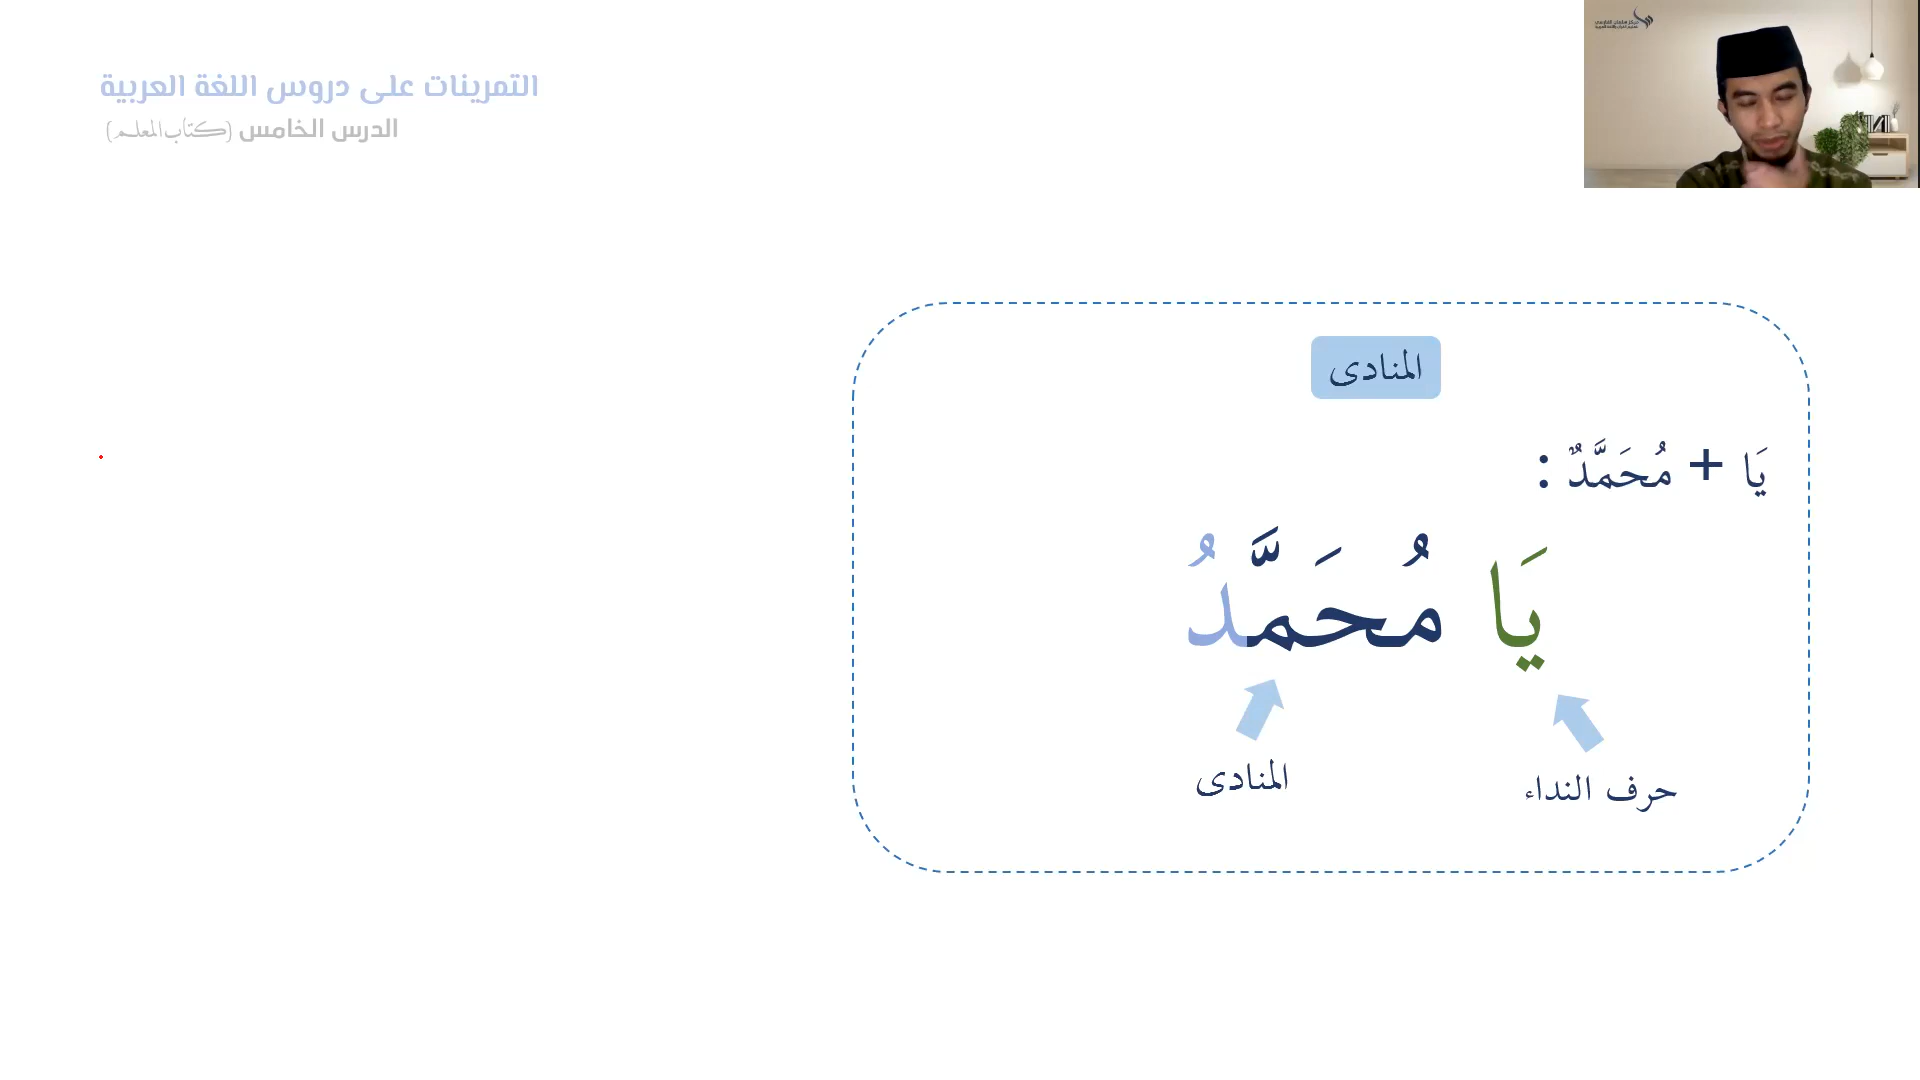 التمرينات على دروس اللغة العربية
الدرس الخامس (كتاب المعلم)
المنادى
يَا + مُحَمَّدٌ :
يَا مُحَمَّدُ
حرف النداء
المنادى